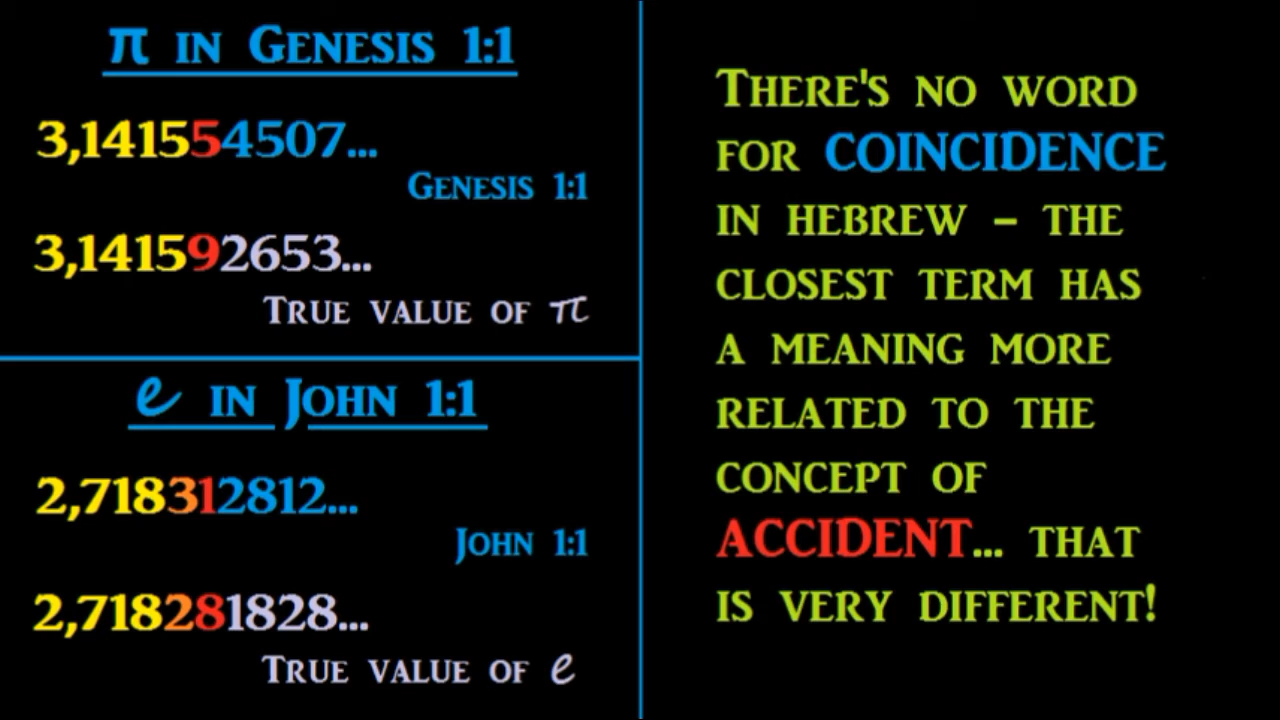 π in Genesis 1:1
3,141554507...
Genesis 1:1
3,141592653...
True value of π
e in John 1:1
2,718312812...
John 1:1
2,718281828...
True value of e
There's no word
for COINCIDENCE
in hebrew – the
closest term has
a meaning more
related to the
concept of
ACCIDENT... that
is very different!